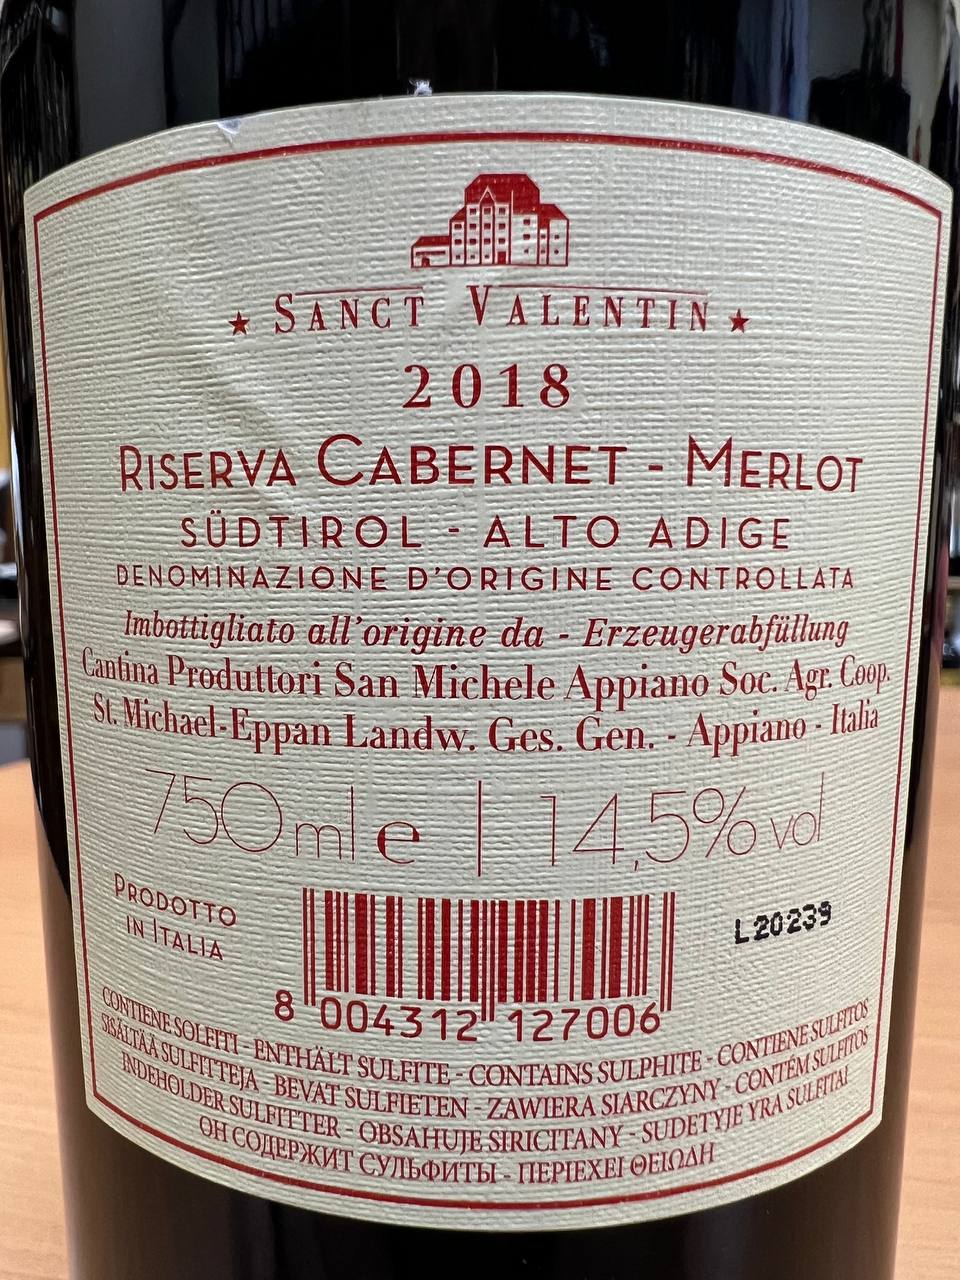 ★ SANCT VALENTIN ★
2018
RISERVA CABERNET - MERLOT
SÜDTIROL - ALTO ADIGE
DENOMINAZIONE D'ORIGINE CONTROLLATA
Imbottigliato all'origine da - Erzeugerabfüllung
Cantina Produttori San Michele Appiano Soc. Agr. Coop.
St. Michael-Eppan Landw. Ges. Gen. - Appiano - Italia
750 ml e | 14,5% vol
PRODOTTO
IN ITALIA
L20239
8 004312 127006
CONTIENE SOLFITI - ENTHÄLT SULFITE - CONTAINS SULPHITE - CONTIENE SULFITOS
SISÄLTÄÄ SULFITTEJA - BEVAT SULFIETEN - ZAWIERA SIARCZYNY - CONTÉM SULFITOS
INDEHOLDER SULFITTER - OBSAHUJE SIRICITANY - SUDETYJE YRA SULFITAI
ОН СОДЕРЖИТ СУЛЬФИТЫ - ΠΕΡΙΕΧΕΙ ΘΕΙΩΔΗ